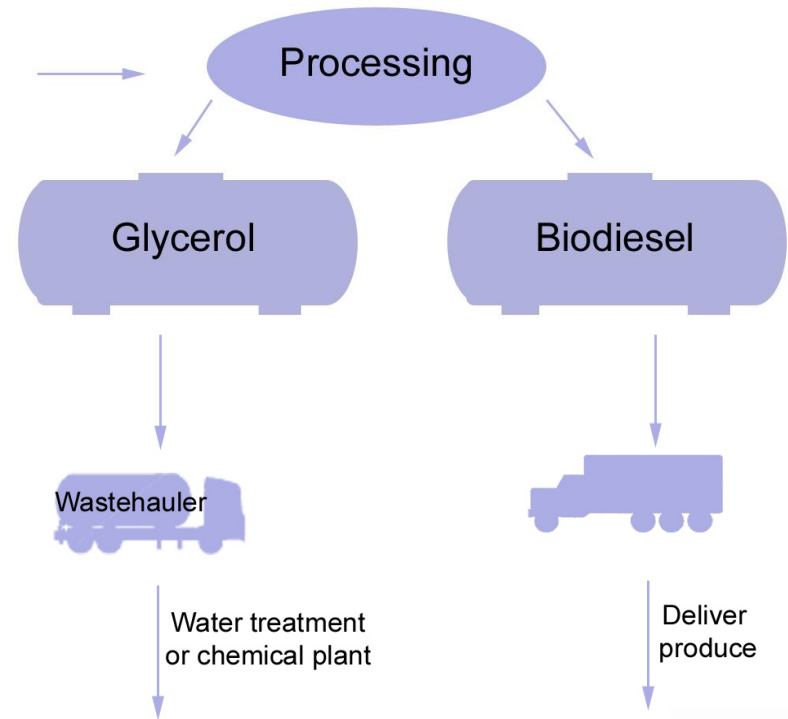 Processing
Glycerol
Biodiesel
Wastehauler
Water treatment
or chemical plant
Deliver
produce